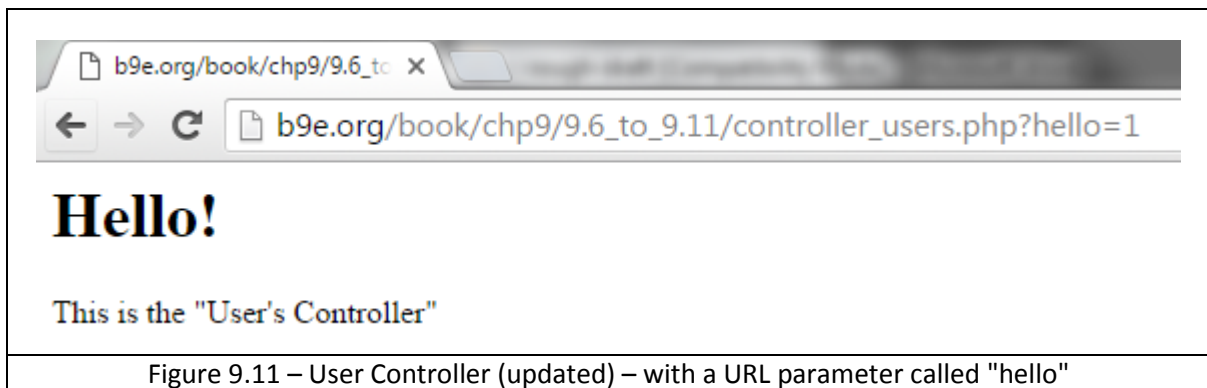 b9e.org/book/chp9/9.6_to
b9e.org/book/chp9/9.6_to_9.11/controller_users.php?hello=1
Hello!
This is the "User's Controller"
Figure 9.11 – User Controller (updated) – with a URL parameter called "hello"